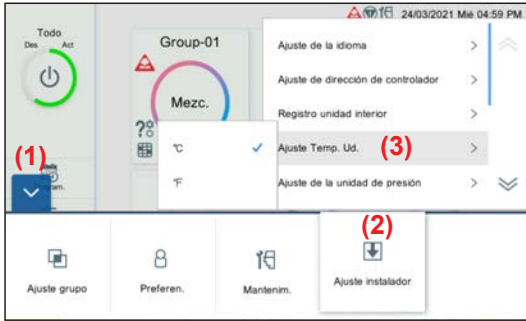 24/03/2021 Mié 04:59 PM
Todo
Des Act
Group-01
Mezc.
Ajuste de la idioma
Ajuste de dirección de controlador
Registro unidad interior
Ajuste Temp. Ud. (3)
Ajuste de la unidad de presión
°C
°F
(1)
ram.
(2)
Ajuste grupo
Preferen.
Mantenim.
Ajuste instalador